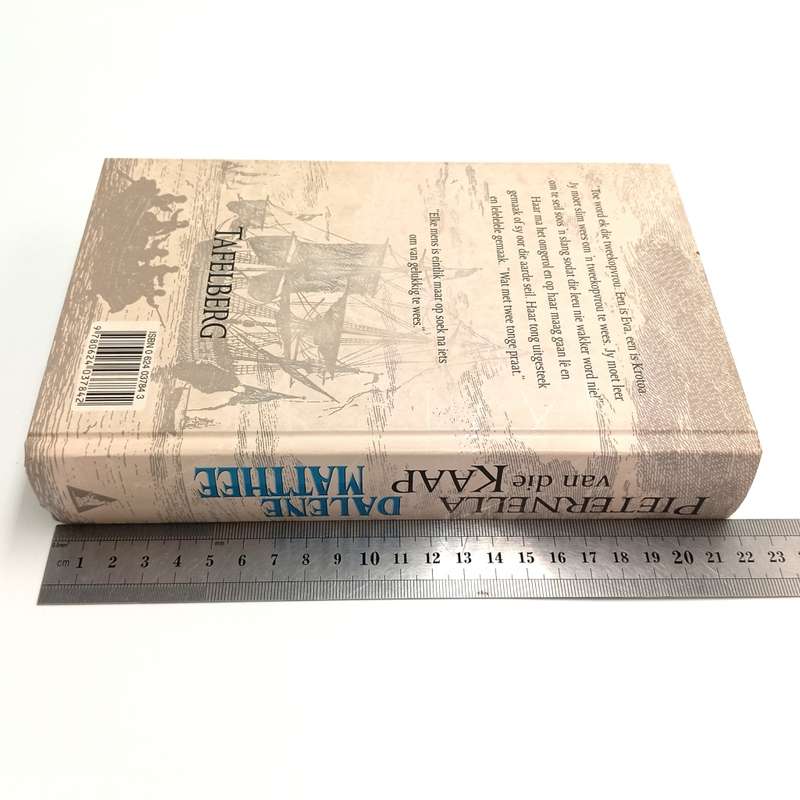 "Toe word ek die tweekopvrou. Een is Eva, een is Krotoa.
Jy moet slim wees om 'n tweekopvrou te wees. Jy moet leer
om te seil soos 'n slang sodat die leeu nie wakker word nie!"
Haar ma het omgerol en op haar maag gaan lê en
gemaak of sy oor die aarde seil. Haar tong uitgesteek
en lelelele gemaak. "Wat met twee tonge praat."
"Elke mens is eintlik maar op soek na iets
om van gelukkig te wees."
TAFELBERG
ISBN 0 624 03784 3
9780624037842
PIETERNELLA
van die KAAP
DALENE
MATTHEE
0.5mm
cm 1 2 3 4 5 6 7 8 9 10 11 12 13 14 15 16 17 18 19 20 21 22 23
mm